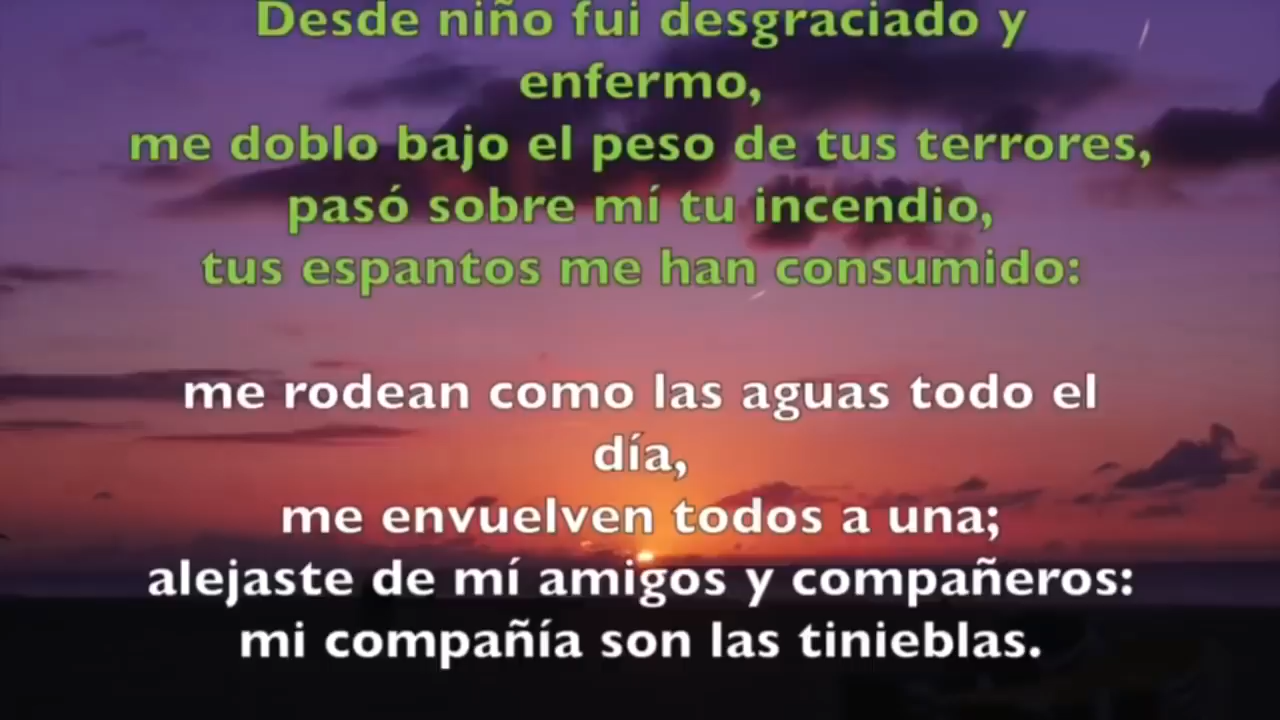 Desde niño fui desgraciado y
enfermo,
me doblo bajo el peso de tus terrores,
pasó sobre mí tu incendio,
tus espantos me han consumido:
me rodean como las aguas todo el
día,
me envuelven todos a una;
alejaste de mí amigos y compañeros:
mi compañía son las tinieblas.